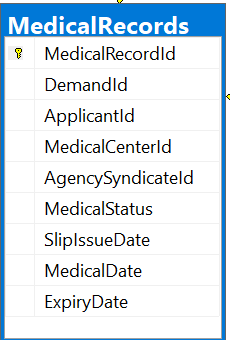 MedicalRecords
MedicalRecordId
DemandId
ApplicantId
MedicalCenterId
AgencySyndicateId
MedicalStatus
SlipIssueDate
MedicalDate
ExpiryDate